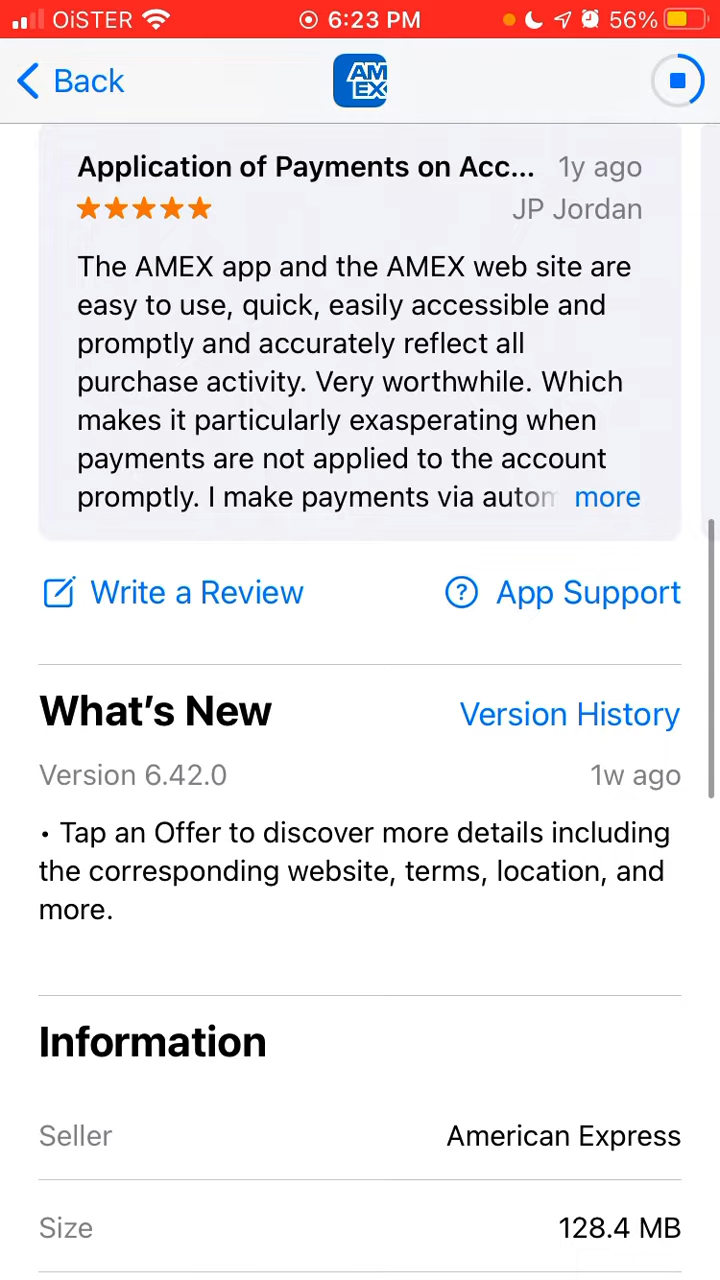 OiSTER 6:23 PM 56%
Back AM EX
Application of Payments on Acc... 1y ago
JP Jordan
The AMEX app and the AMEX web site are
easy to use, quick, easily accessible and
promptly and accurately reflect all
purchase activity. Very worthwhile. Which
makes it particularly exasperating when
payments are not applied to the account
promptly. I make payments via autom more
Write a Review ? App Support
What's New Version History
Version 6.42.0 1w ago
• Tap an Offer to discover more details including
the corresponding website, terms, location, and
more.
Information
Seller American Express
Size 128.4 MB